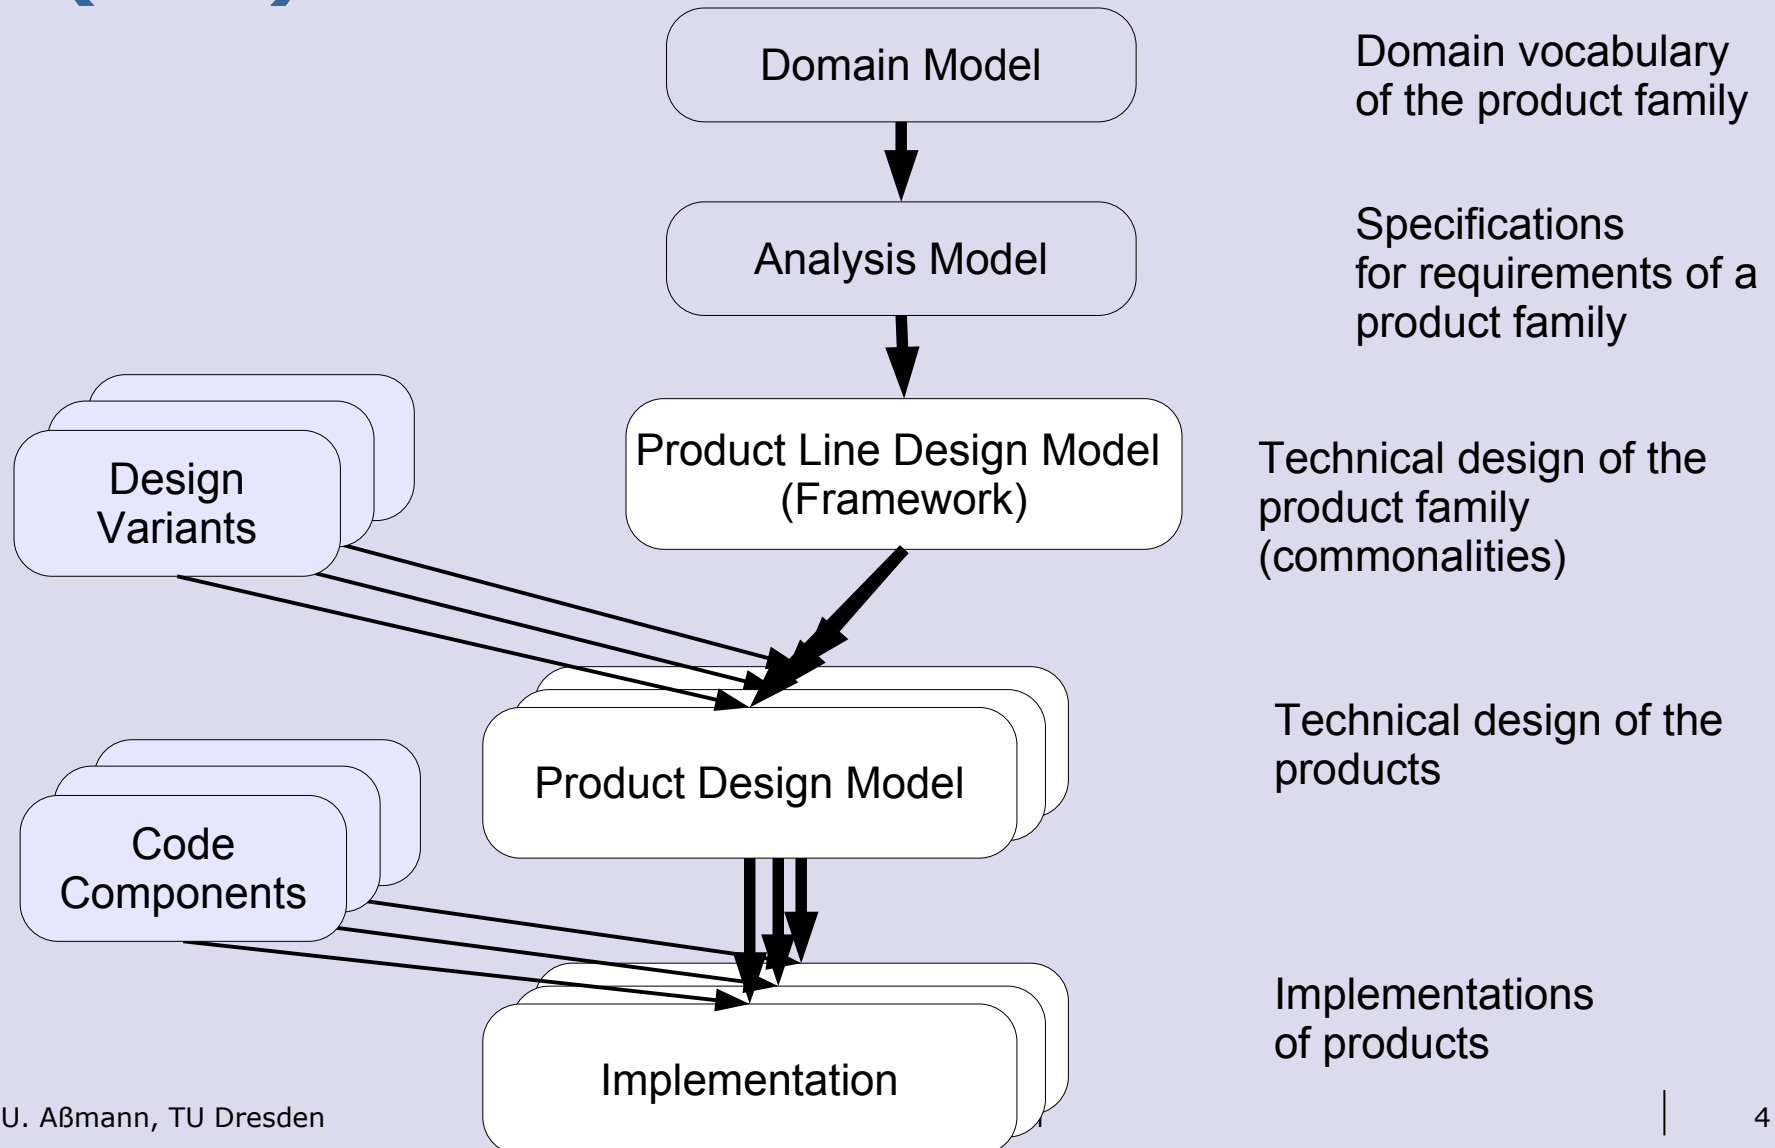 Domain Model
Domain vocabulary
of the product family
Analysis Model
Specifications
for requirements of a
product family
Design
Variants
Product Line Design Model
(Framework)
Technical design of the
product family
(commonalities)
Product Design Model
Technical design of the
products
Code
Components
Implementation
Implementations
of products
U. Aßmann, TU Dresden
4